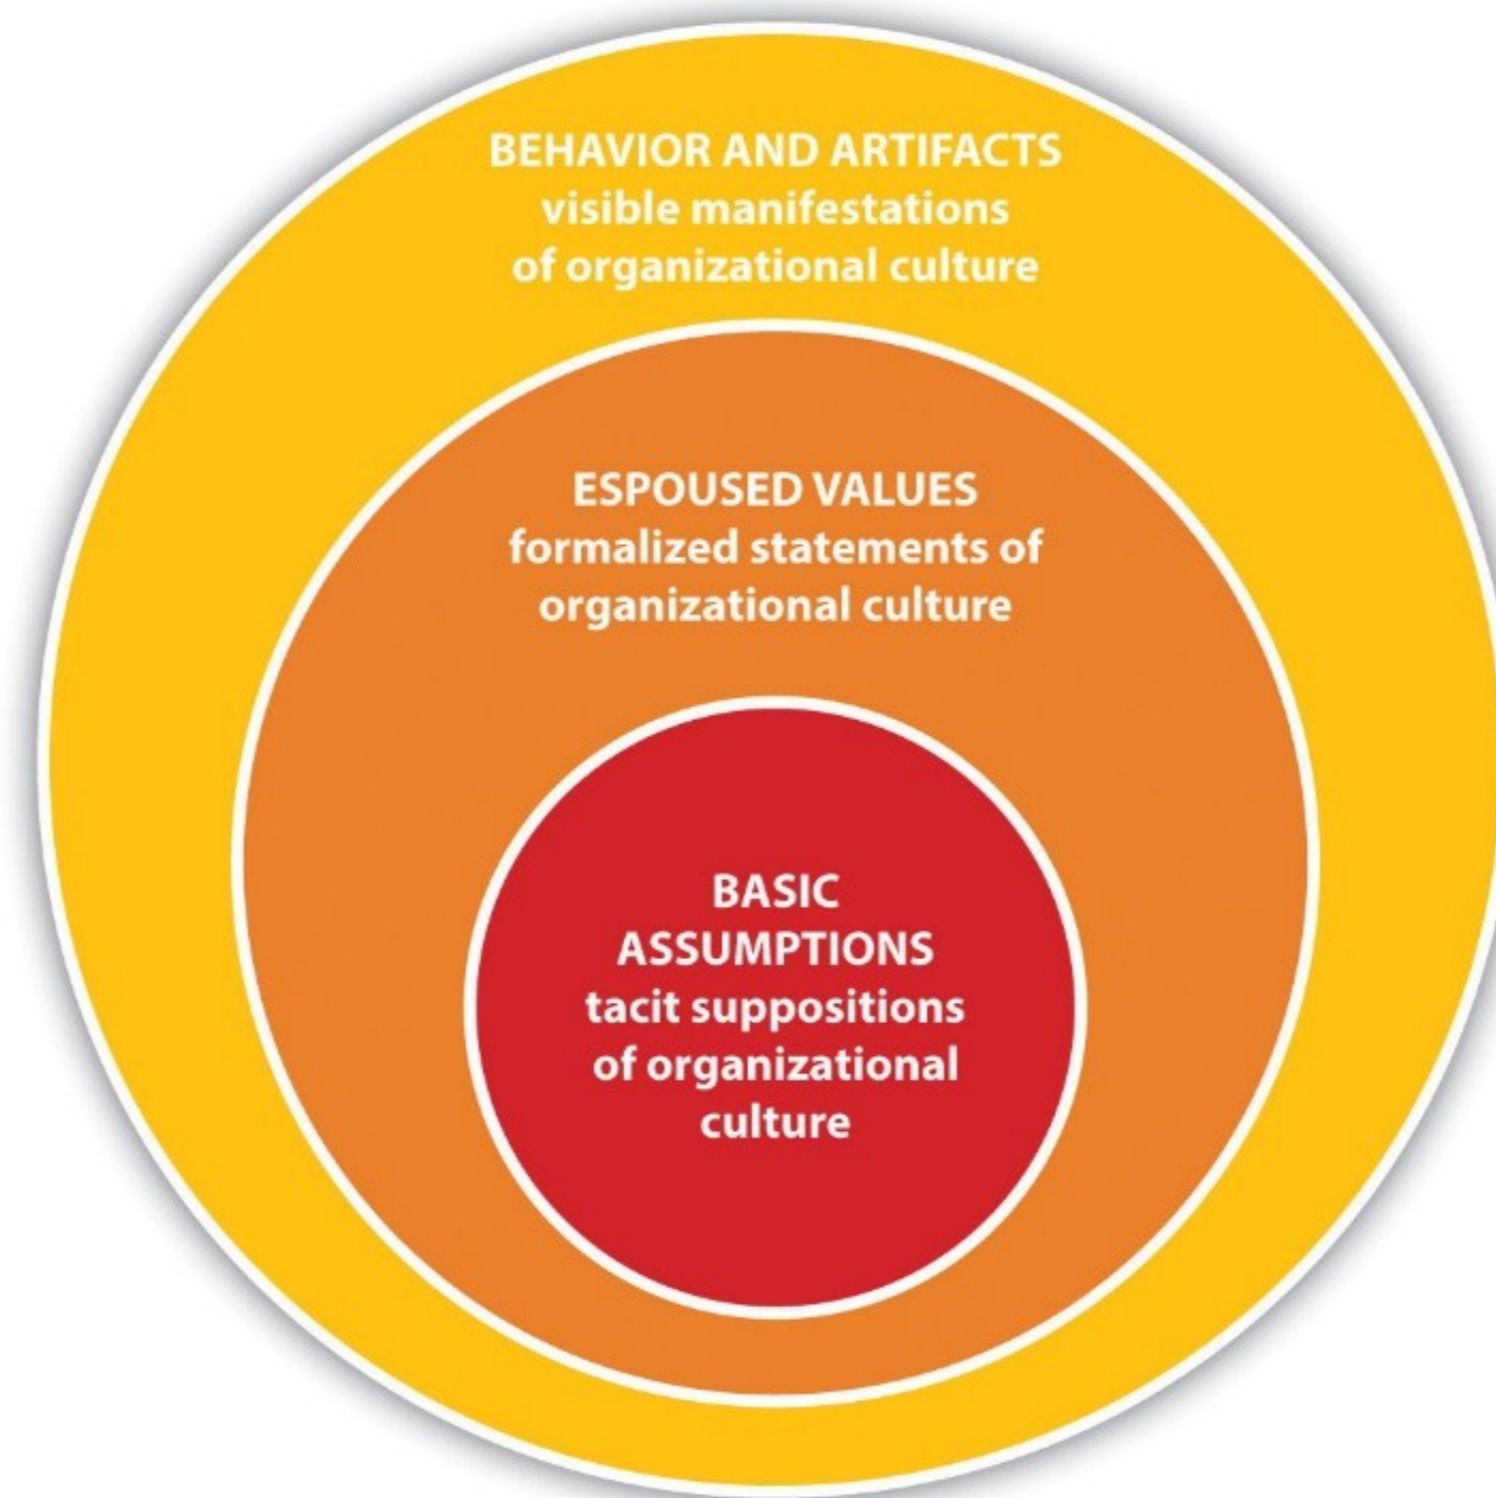 BEHAVIOR AND ARTIFACTS
visible manifestations
of organizational culture
ESPOUSED VALUES
formalized statements of
organizational culture
BASIC
ASSUMPTIONS
tacit suppositions
of organizational
culture